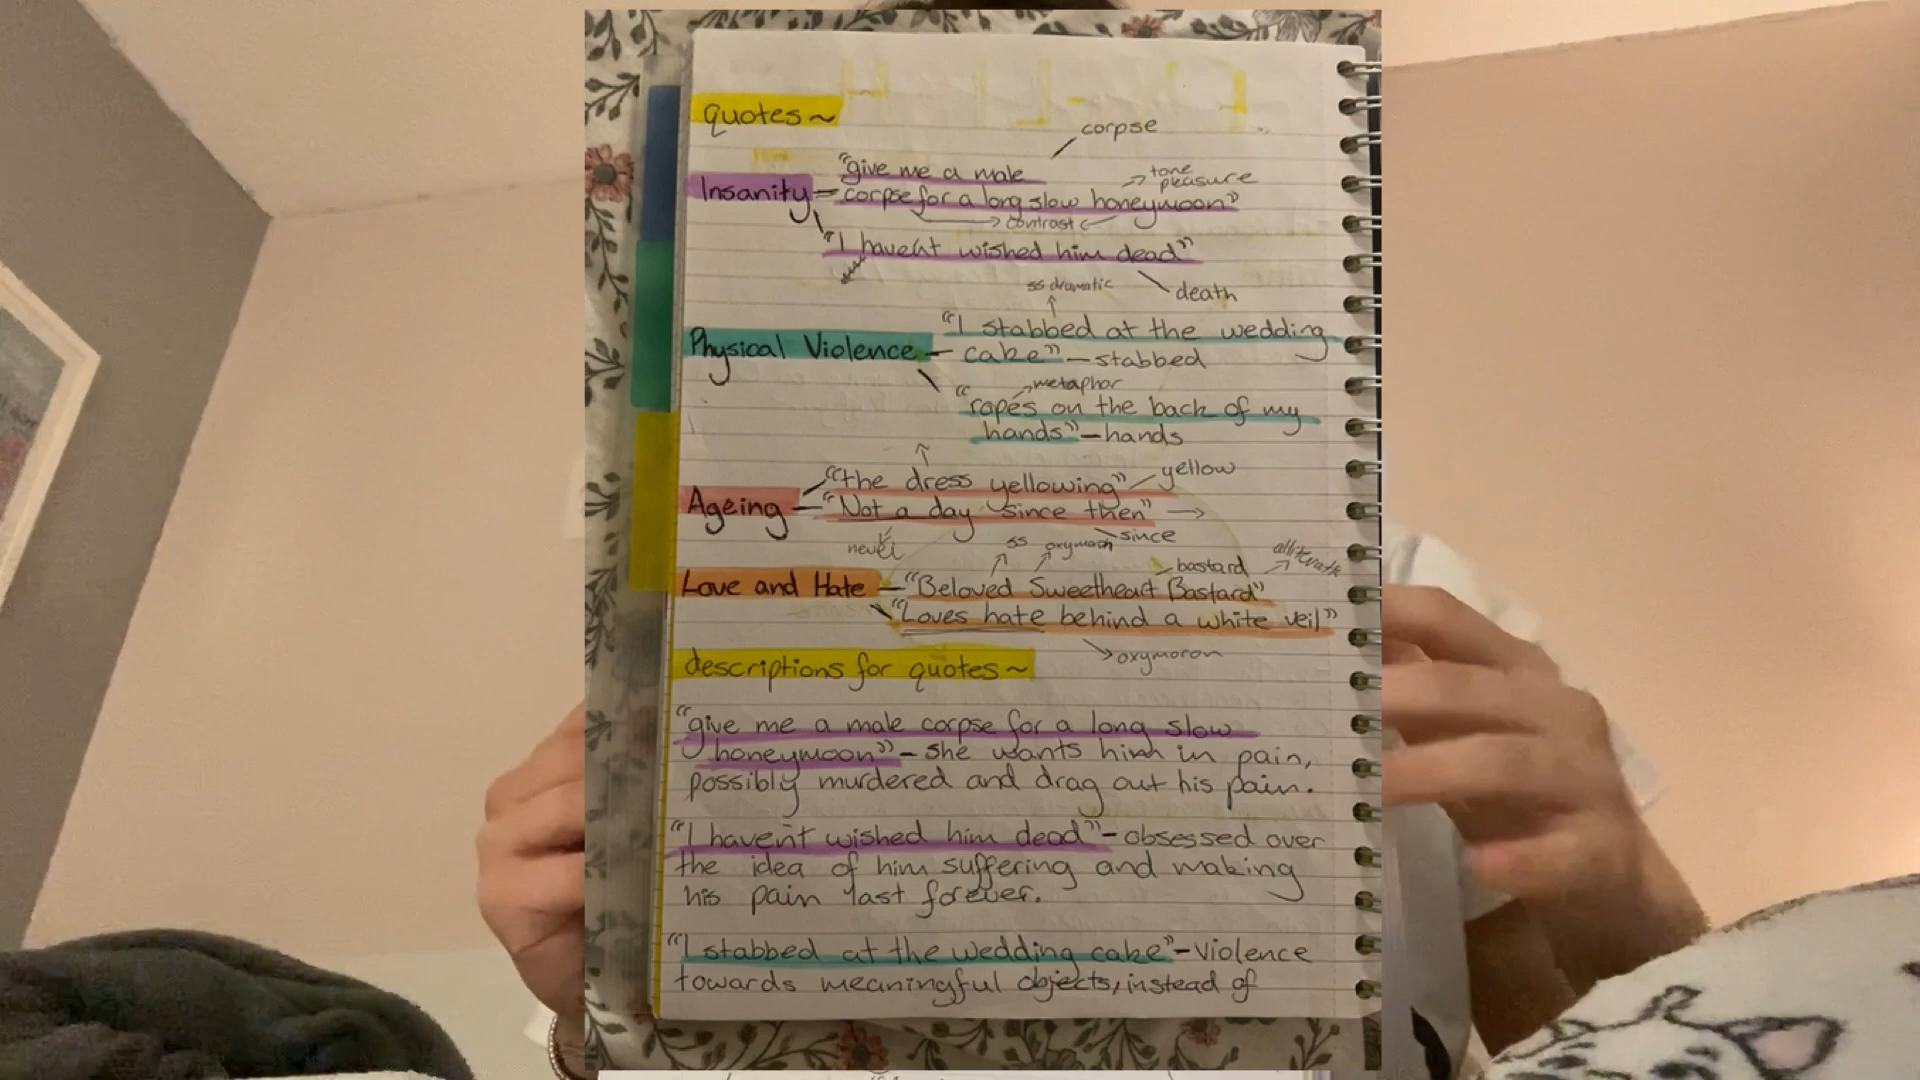 quotes~
corpse
"give me a male
tone
pleasure
Insanity = corpse for a long slow honeymoon"
contrast
"I haven't wished him dead"
ss dramatic
death
"I stabbed at the wedding
Physical Violence - cake" - stabbed
metaphor
"ropes on the back of my
hands" - hands
"the dress yellowing" yellow
Ageing - "Not a day since then"
never
since
ss oxymoron
bastard
Love and Hate - "Beloved Sweetheart Bastard"
"Loves hate behind a white veil"
oxymoron
descriptions for quotes~
"give me a male corpse for a long slow
honeymoon" - she wants him in pain,
possibly murdered and drag out his pain.
"I haven't wished him dead" - obsessed over
the idea of him suffering and making
his pain last forever.
"I stabbed at the wedding cake" - violence
towards meaningful objects, instead of